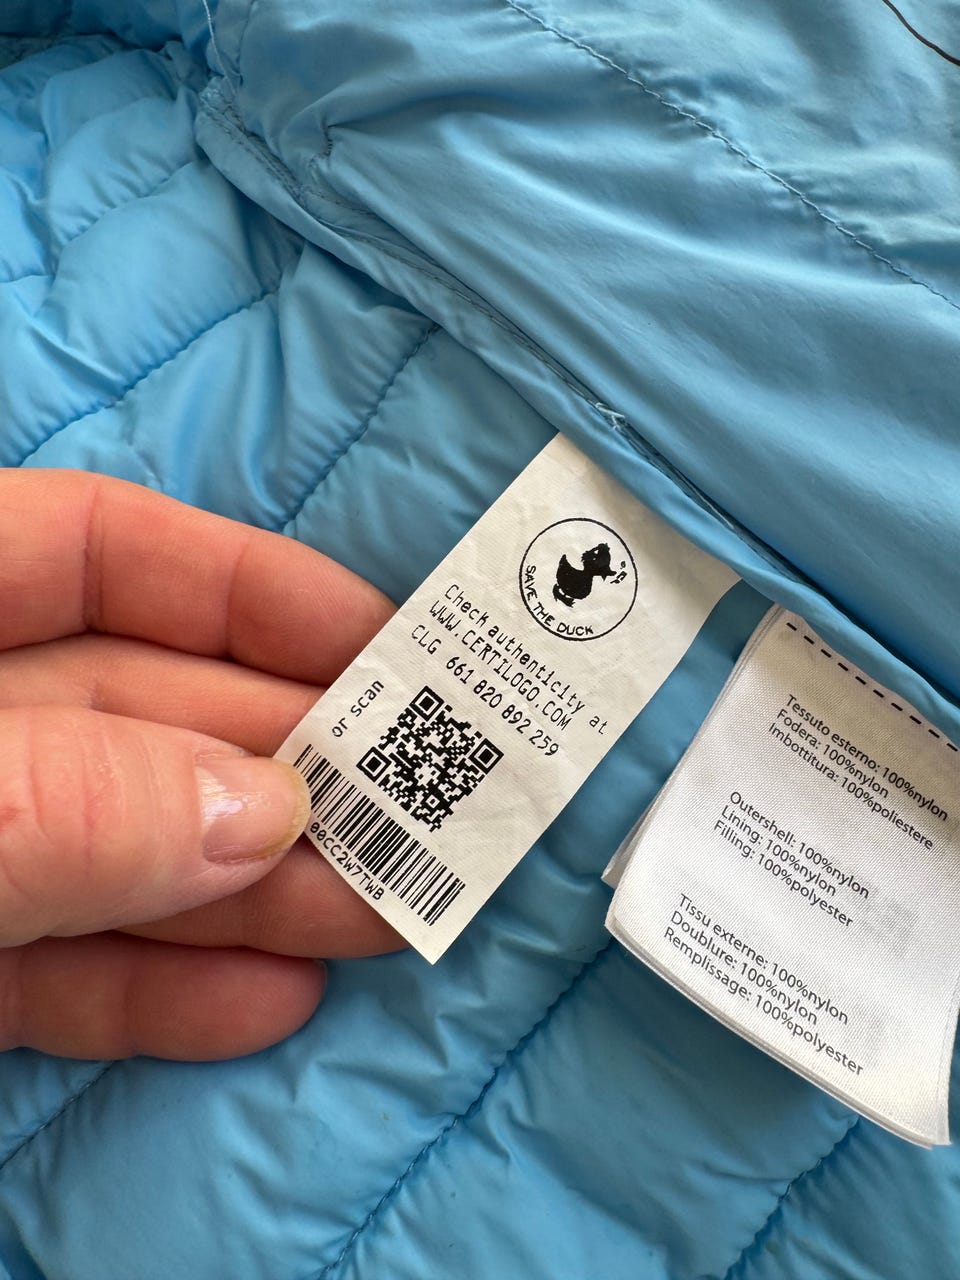 SAVE THE DUCK
Check authenticity at
WWW.CERTILOGO.COM
CLG 661 820 892 259
or scan
00CC2W7TWB
Tessuto esterno: 100%nylon
Fodera: 100%nylon
Imbottitura: 100%poliestere
Outershell: 100%nylon
Lining: 100%nylon
Filling: 100%polyester
Tissu externe: 100%nylon
Doublure: 100%nylon
Remplissage: 100%polyester